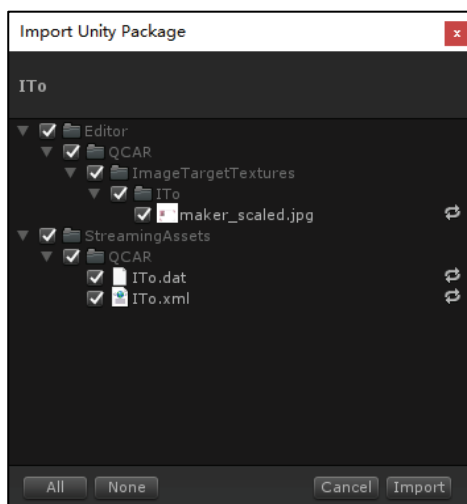 Import Unity Package
x
ITo
Editor
QCAR
ImageTargetTextures
ITo
maker_scaled.jpg
StreamingAssets
QCAR
ITo.dat
ITo.xml
All None Cancel Import